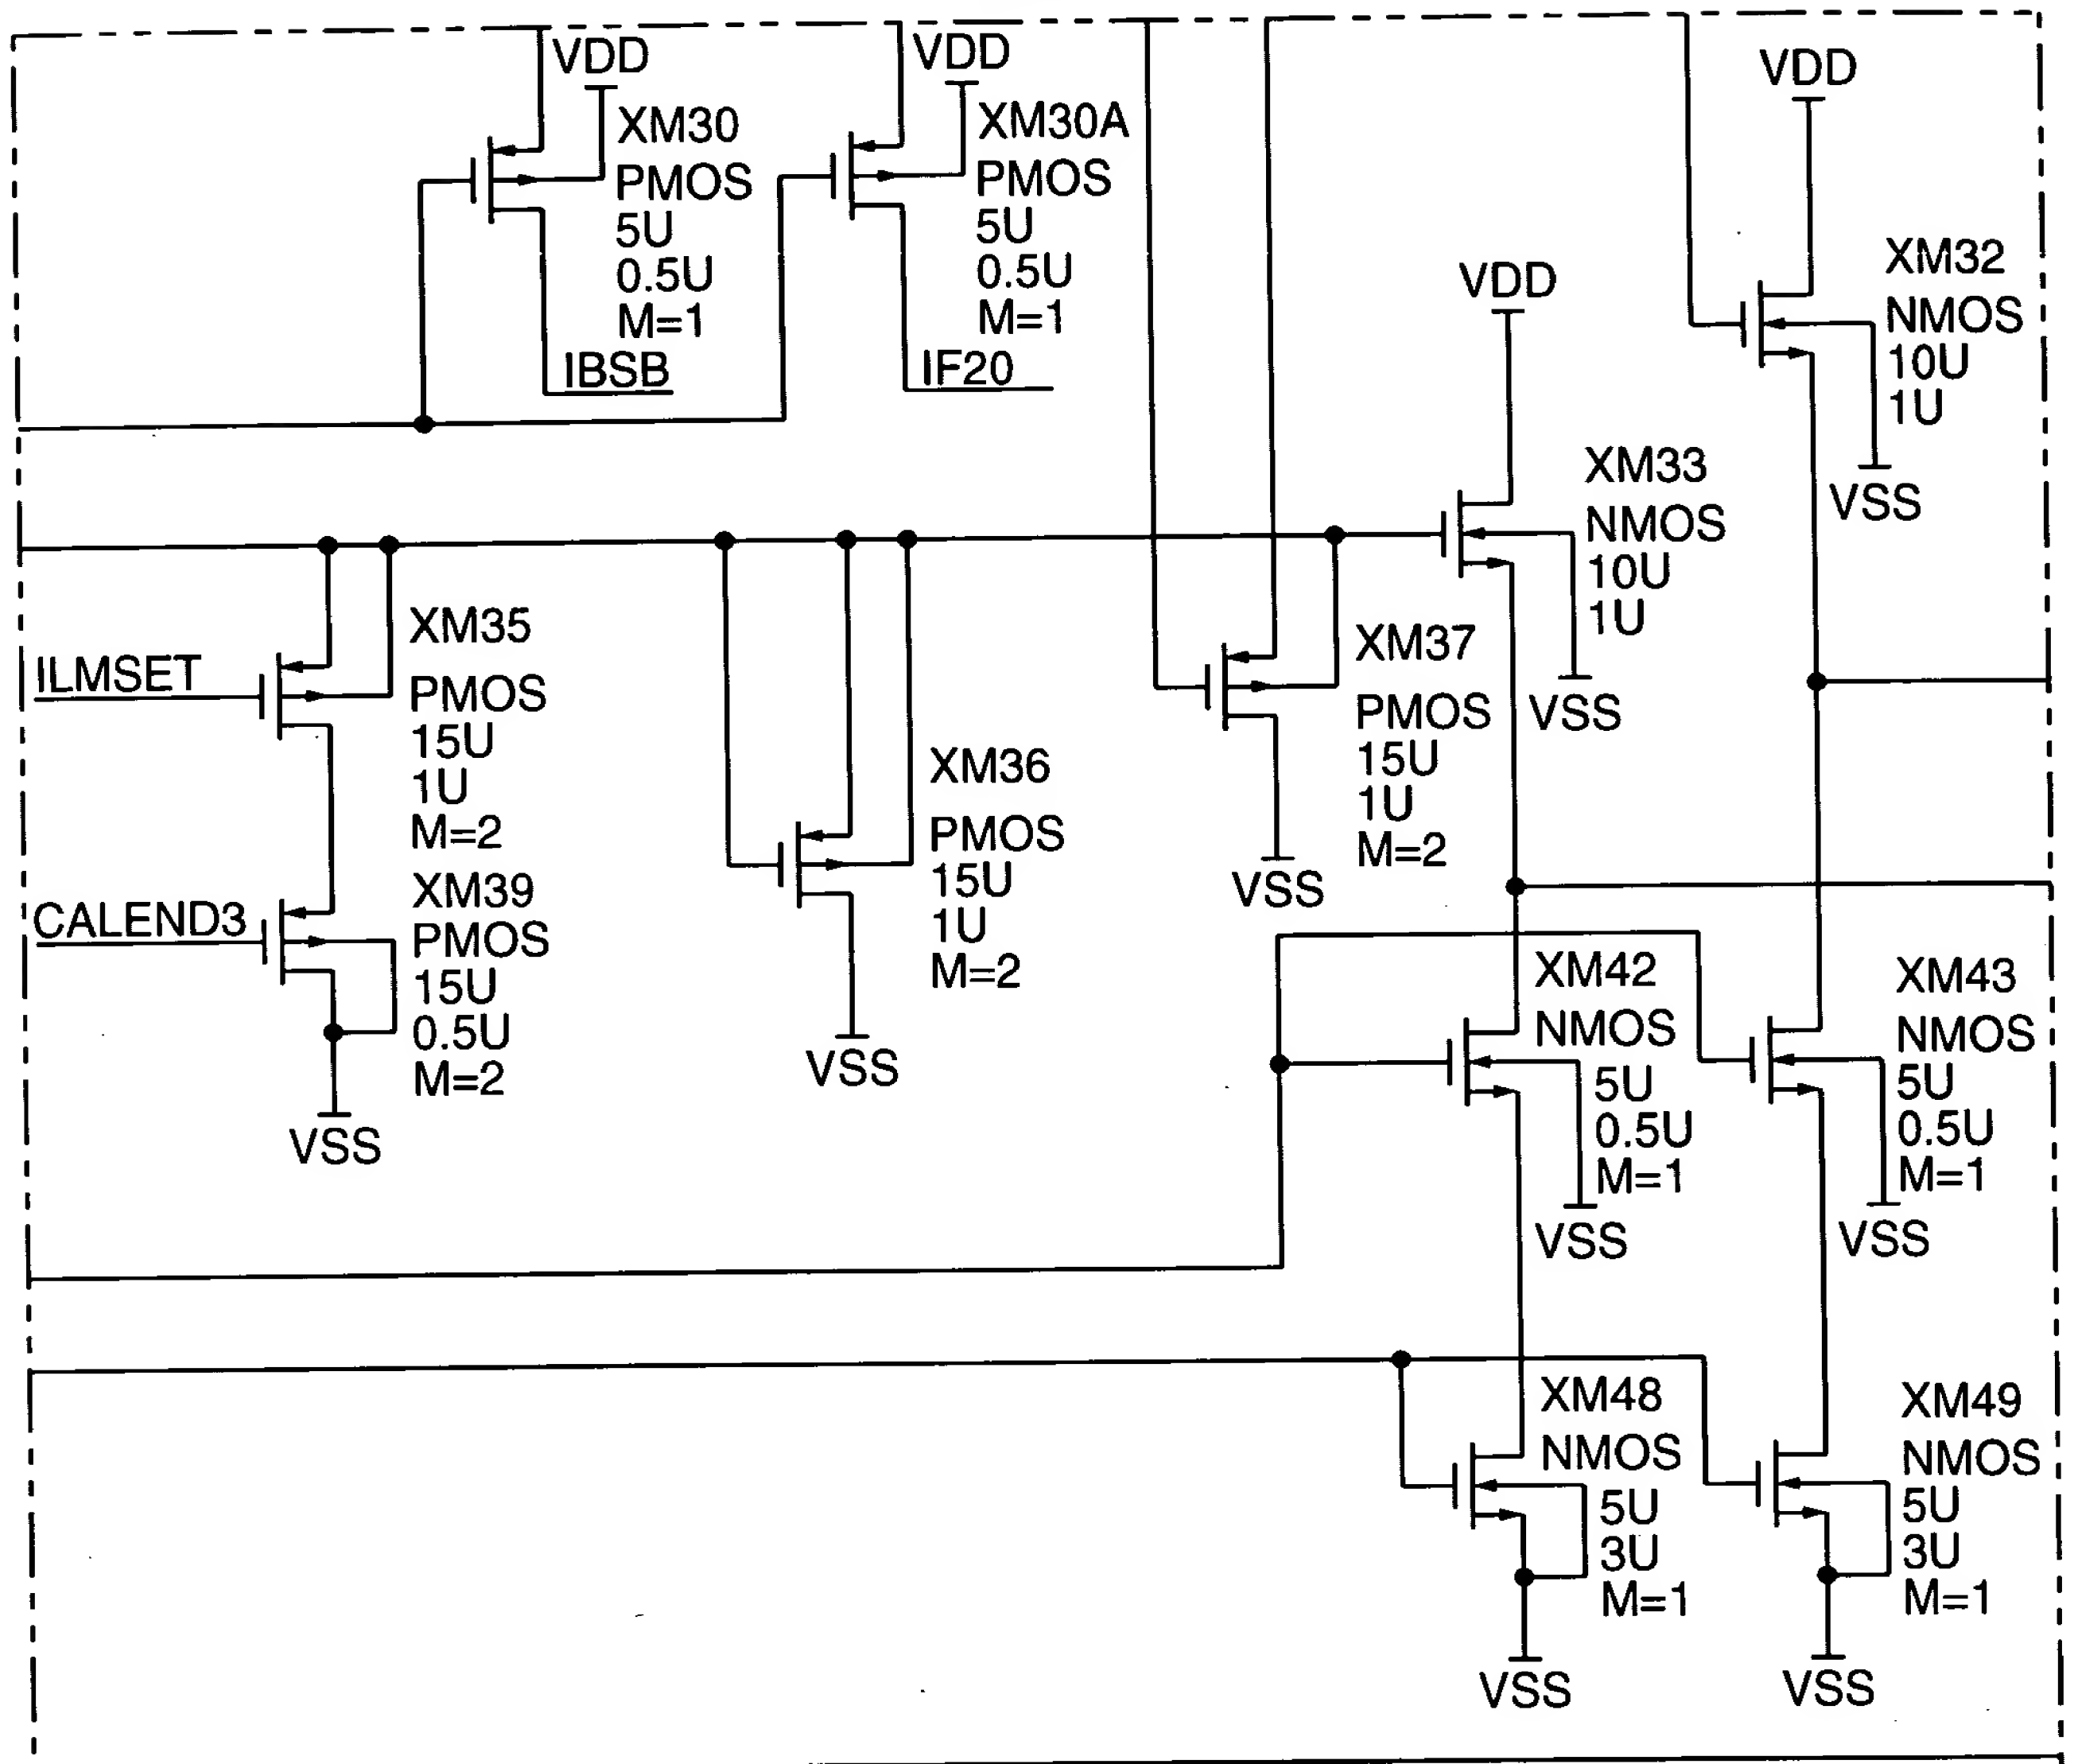 VDD
XM30
PMOS
5U
0.5U
M=1
IBSB
VDD
XM30A
PMOS
5U
0.5U
M=1
IF20
VDD
XM32
NMOS
10U
1U
VSS
VDD
XM33
NMOS
10U
1U
VSS
ILMSET
XM35
PMOS
15U
1U
M=2
CALEND3
XM39
PMOS
15U
0.5U
M=2
VSS
XM36
PMOS
15U
1U
M=2
VSS
XM37
PMOS
15U
1U
M=2
VSS
XM42
NMOS
5U
0.5U
M=1
VSS
XM43
NMOS
5U
0.5U
M=1
VSS
XM48
NMOS
5U
3U
M=1
VSS
XM49
NMOS
5U
3U
M=1
VSS